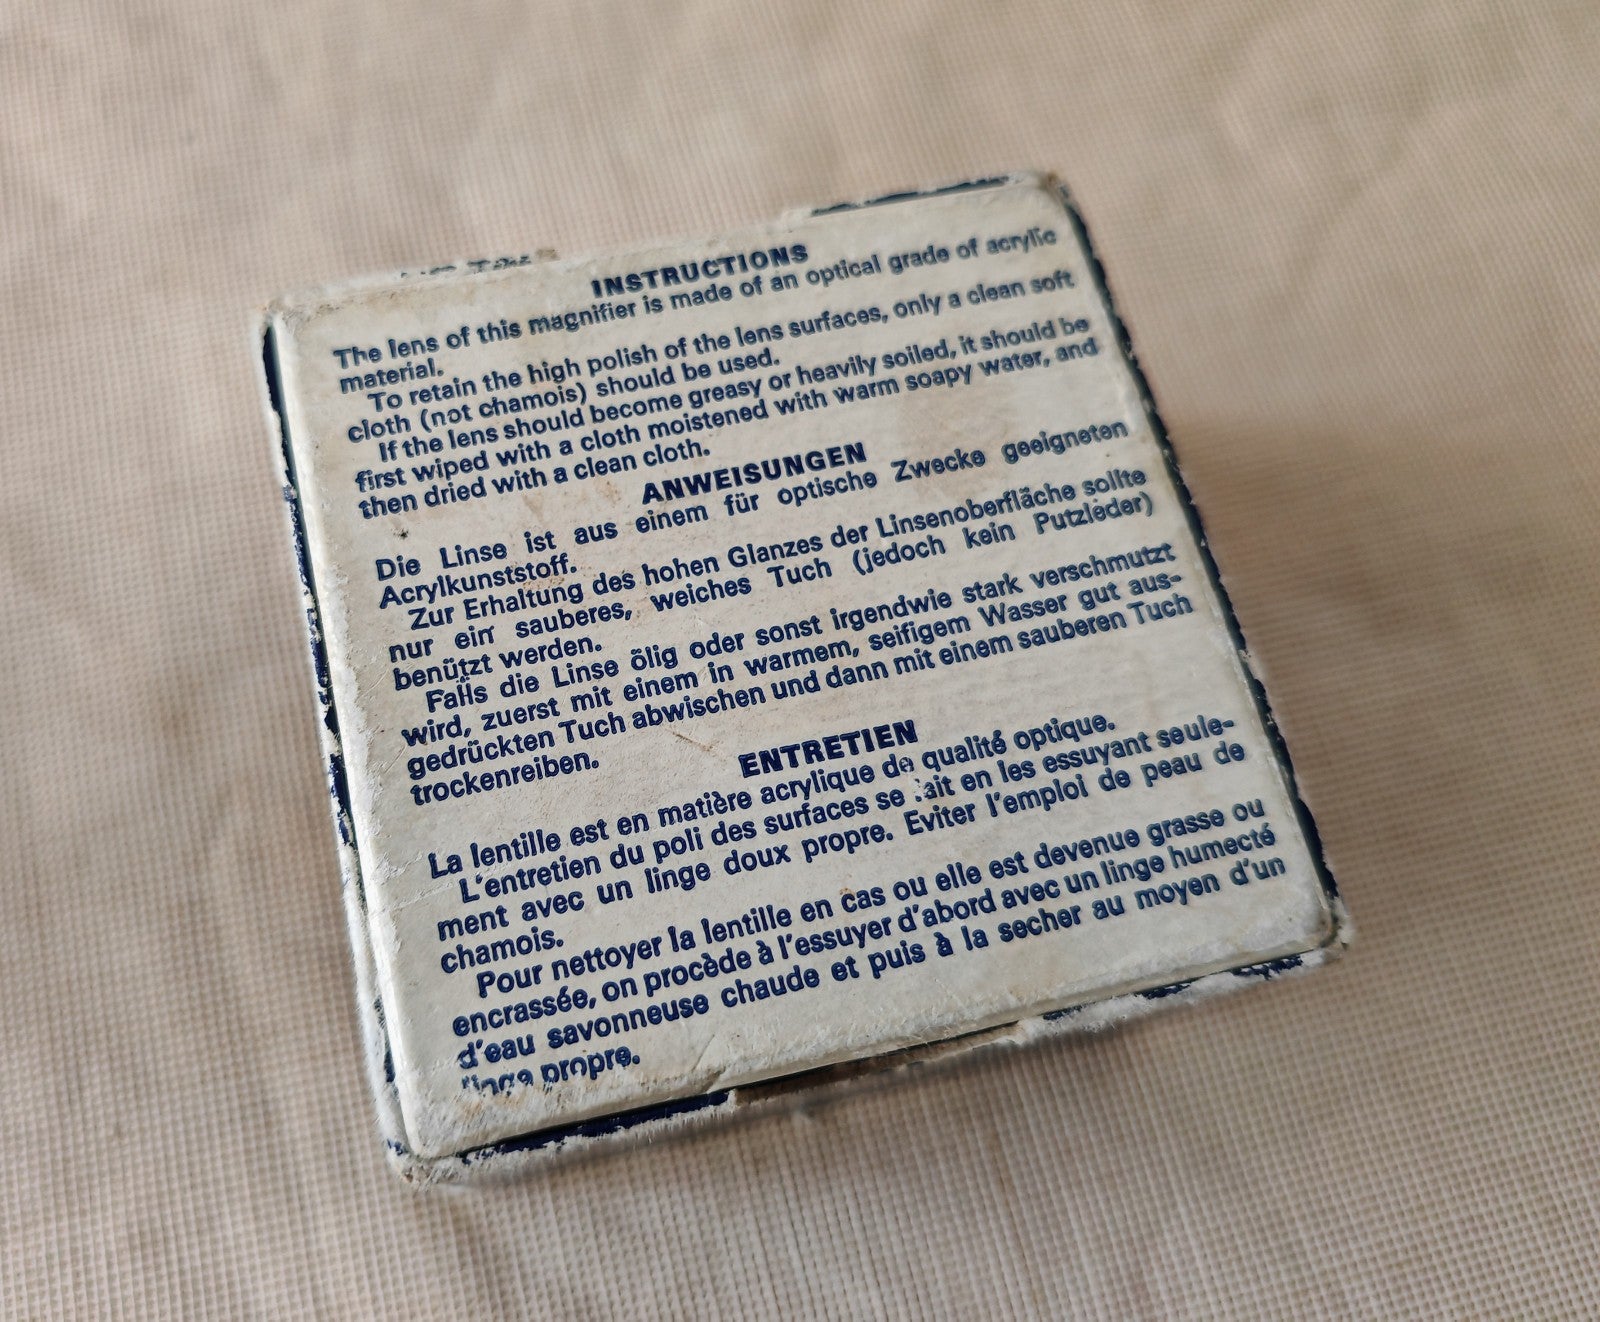 INSTRUCTIONS
The lens of this magnifier is made of an optical grade of acrylic
material.
To retain the high polish of the lens surfaces, only a clean soft
cloth (not chamois) should be used.
If the lens should become greasy or heavily soiled, it should be
first wiped with a cloth moistened with warm soapy water, and
then dried with a clean cloth.
ANWEISUNGEN
Die Linse ist aus einem für optische Zwecke geeigneten
Acrylkunststoff.
Zur Erhaltung des hohen Glanzes der Linsenoberfläche sollte
nur ein sauberes, weiches Tuch (jedoch kein Putzleder)
benützt werden.
Falls die Linse ölig oder sonst irgendwie stark verschmutzt
wird, zuerst mit einem in warmem, seifigem Wasser gut aus-
gedrückten Tuch abwischen und dann mit einem sauberen Tuch
trockenreiben.
ENTRETIEN
La lentille est en matière acrylique de qualité optique.
L'entretien du poli des surfaces se fait en les essuyant seule-
ment avec un linge doux propre. Eviter l'emploi de peau de
chamois.
Pour nettoyer la lentille en cas ou elle est devenue grasse ou
encrassée, on procède à l'essuyer d'abord avec un linge humecté
d'eau savonneuse chaude et puis à la secher au moyen d'un
linge propre.